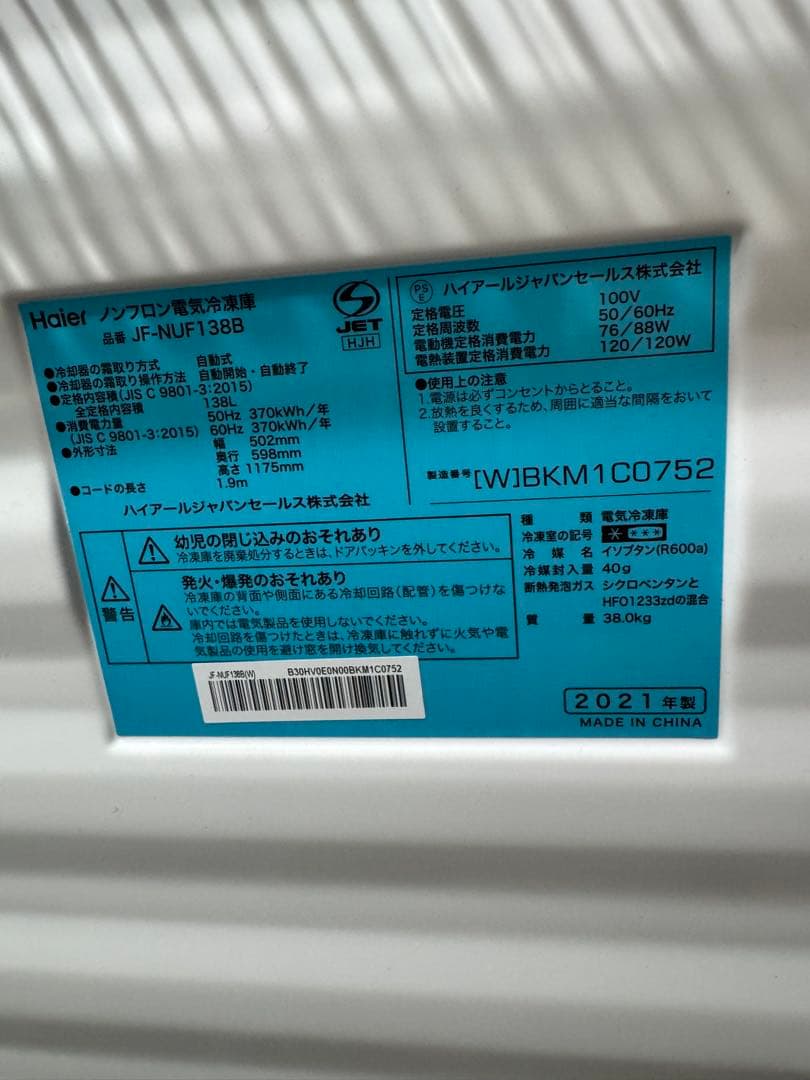 Haier ノンフロン電気冷凍庫
品番 JF-NUF138B
JET
HJH
●冷却器の霜取り方式 自動式
●冷却器の霜取り操作方法 自動開始・自動終了
●定格内容積(JIS C 9801-3:2015)
全定格内容積 138L
●消費電力量 50Hz 370kWh/年
(JIS C 9801-3:2015) 60Hz 370kWh/年
●外形寸法 幅 502mm
奥行 598mm
高さ 1175mm
●コードの長さ 1.9m
ハイアールジャパンセールス株式会社
PS
E
ハイアールジャパンセールス株式会社
定格電圧 100V
定格周波数 50/60Hz
電動機定格消費電力 76/88W
電熱装置定格消費電力 120/120W
●使用上の注意
1.電源は必ずコンセントからとること。
2.放熱を良くするため、周囲に適当な間隔をおいて
設置すること。
製造番号 [W]BKM1C0752
警告
幼児の閉じ込みのおそれあり
冷凍庫を廃棄処分するときは、ドアパッキンを外してください。
発火・爆発のおそれあり
冷凍庫の背面や側面にある冷却回路(配管)を傷つけな
いでください。
庫内では電気製品を使用しないでください。
冷却回路を傷つけたときは、冷凍庫に触れずに火気や電
気製品の使用を避け窓を開け換気してください。
種類 電気冷凍庫
冷凍室の記号 * ***
冷媒名 イソブタン(R600a)
冷媒封入量 40g
断熱発泡ガス シクロペンタンと
HFO1233zdの混合
質量 38.0kg
JF-NUF138B(W) B30HV0E0N00BKM1C0752
2021年製
MADE IN CHINA